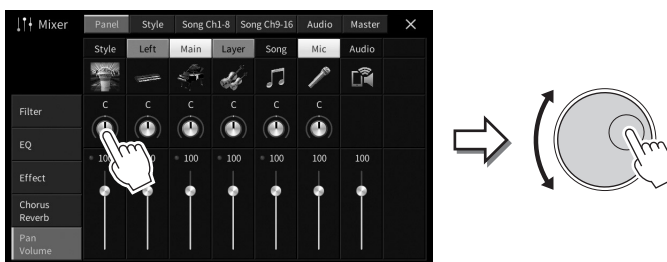 Mixer
Panel Style Song Ch1-8 Song Ch9-16 Audio Master
Style Left Main Layer Song Mic Audio
Filter
C C C C C C
EQ
100 100 100 100 100 100
Effect
Chorus
Reverb
Pan
Volume